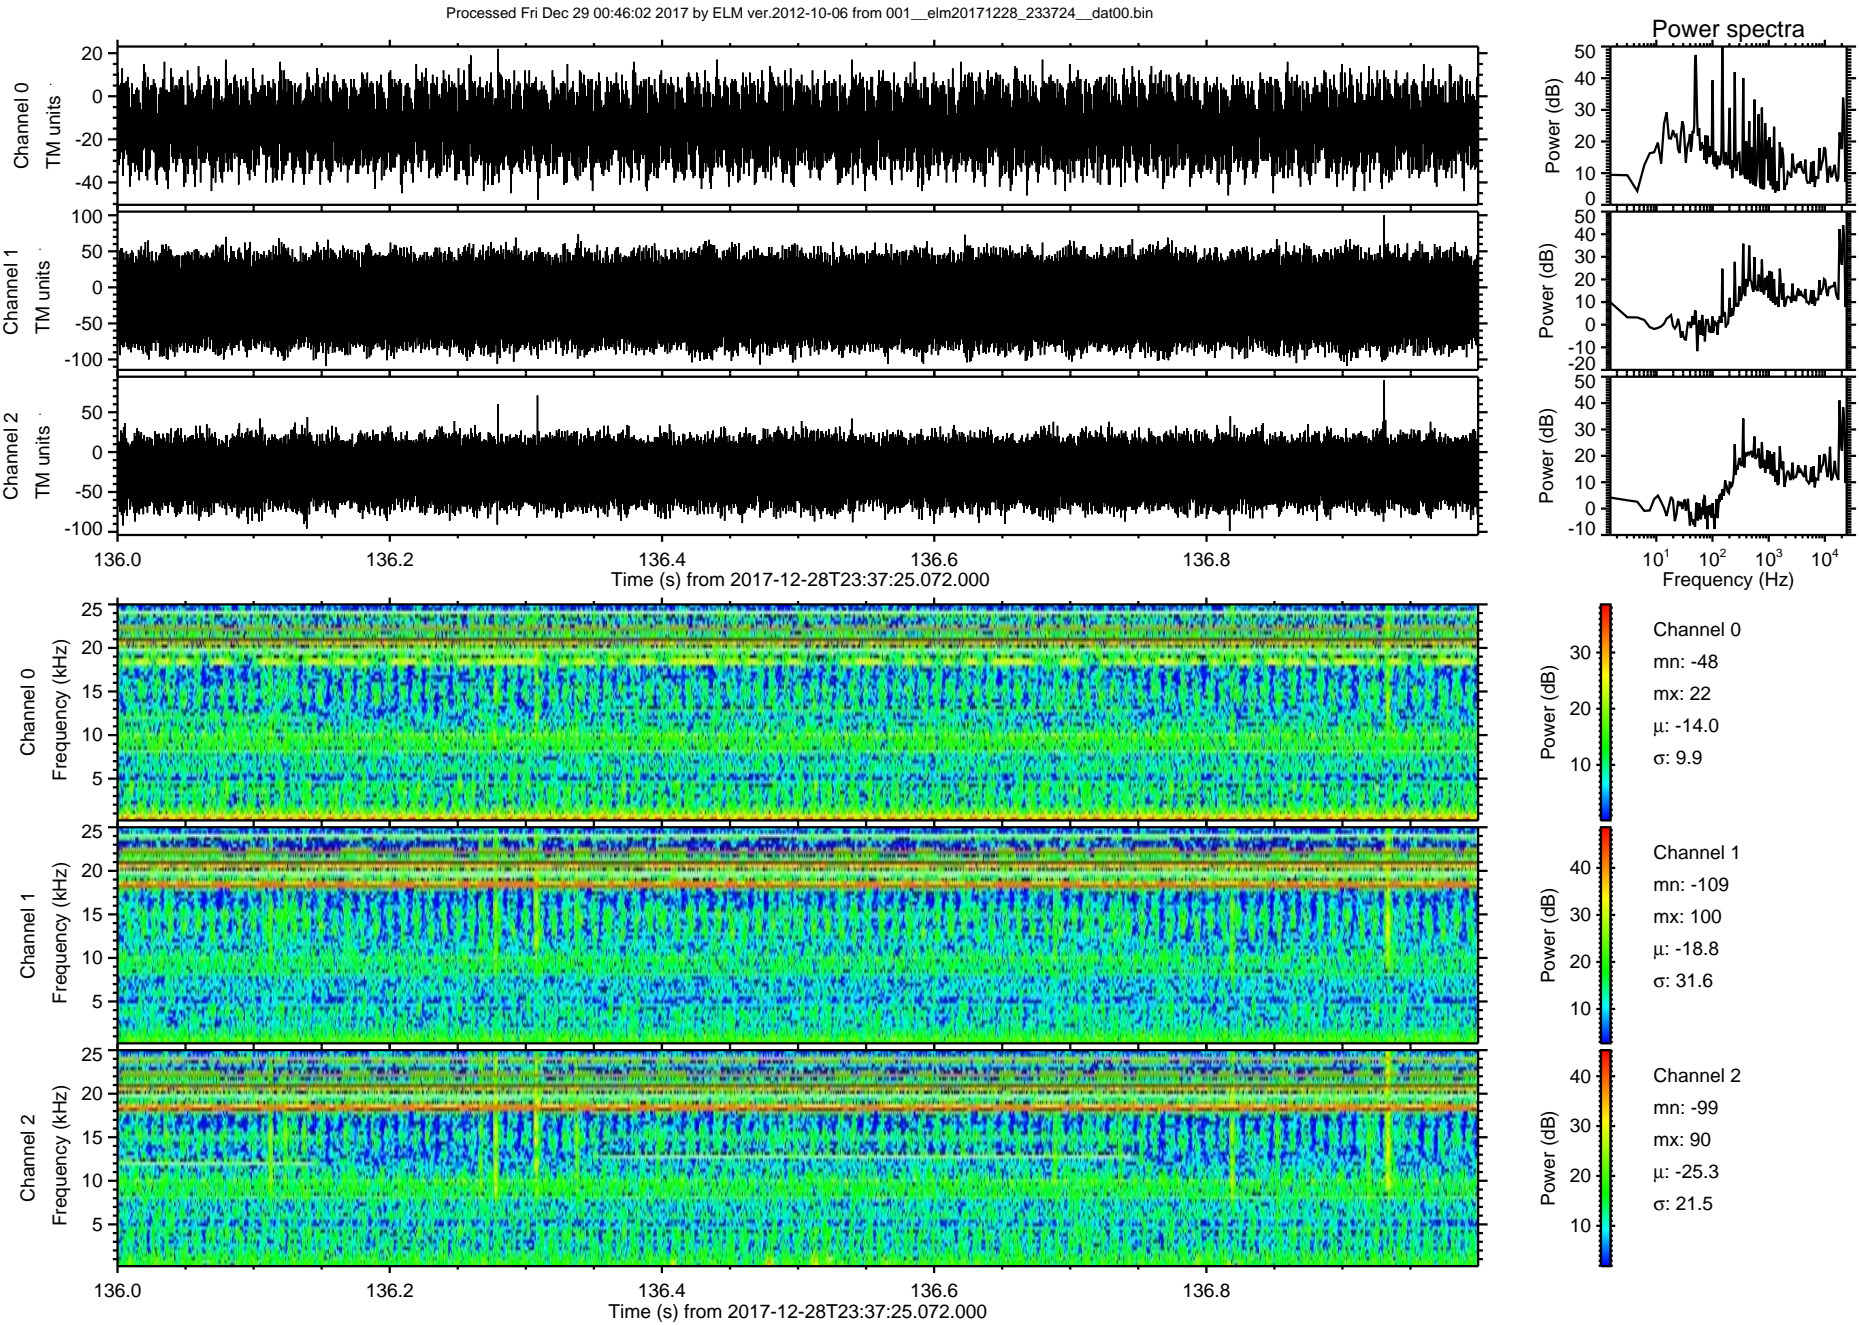 Processed Fri Dec 29 00:46:02 2017 by ELM ver.2012-10-06 from 001__elm20171228_233724__dat00.bin
Power spectra
Channel 0
TM units
20
0
-20
-40
Power (dB)
50
40
30
20
10
0
Channel 1
TM units
100
50
0
-50
-100
Power (dB)
50
40
30
20
10
0
-10
-20
Channel 2
TM units
50
0
-50
-100
Power (dB)
50
40
30
20
10
0
-10
136.0 136.2 136.4 136.6 136.8
Time (s) from 2017-12-28T23:37:25.072.000
10^1 10^2 10^3 10^4
Frequency (Hz)
Channel 0
Frequency (kHz)
25
20
15
10
5
Power (dB)
30
20
10
Channel 0
mn: -48
mx: 22
μ: -14.0
σ: 9.9
Channel 1
Frequency (kHz)
25
20
15
10
5
Power (dB)
40
30
20
10
Channel 1
mn: -109
mx: 100
μ: -18.8
σ: 31.6
Channel 2
Frequency (kHz)
25
20
15
10
5
Power (dB)
40
30
20
10
Channel 2
mn: -99
mx: 90
μ: -25.3
σ: 21.5
136.0 136.2 136.4 136.6 136.8
Time (s) from 2017-12-28T23:37:25.072.000